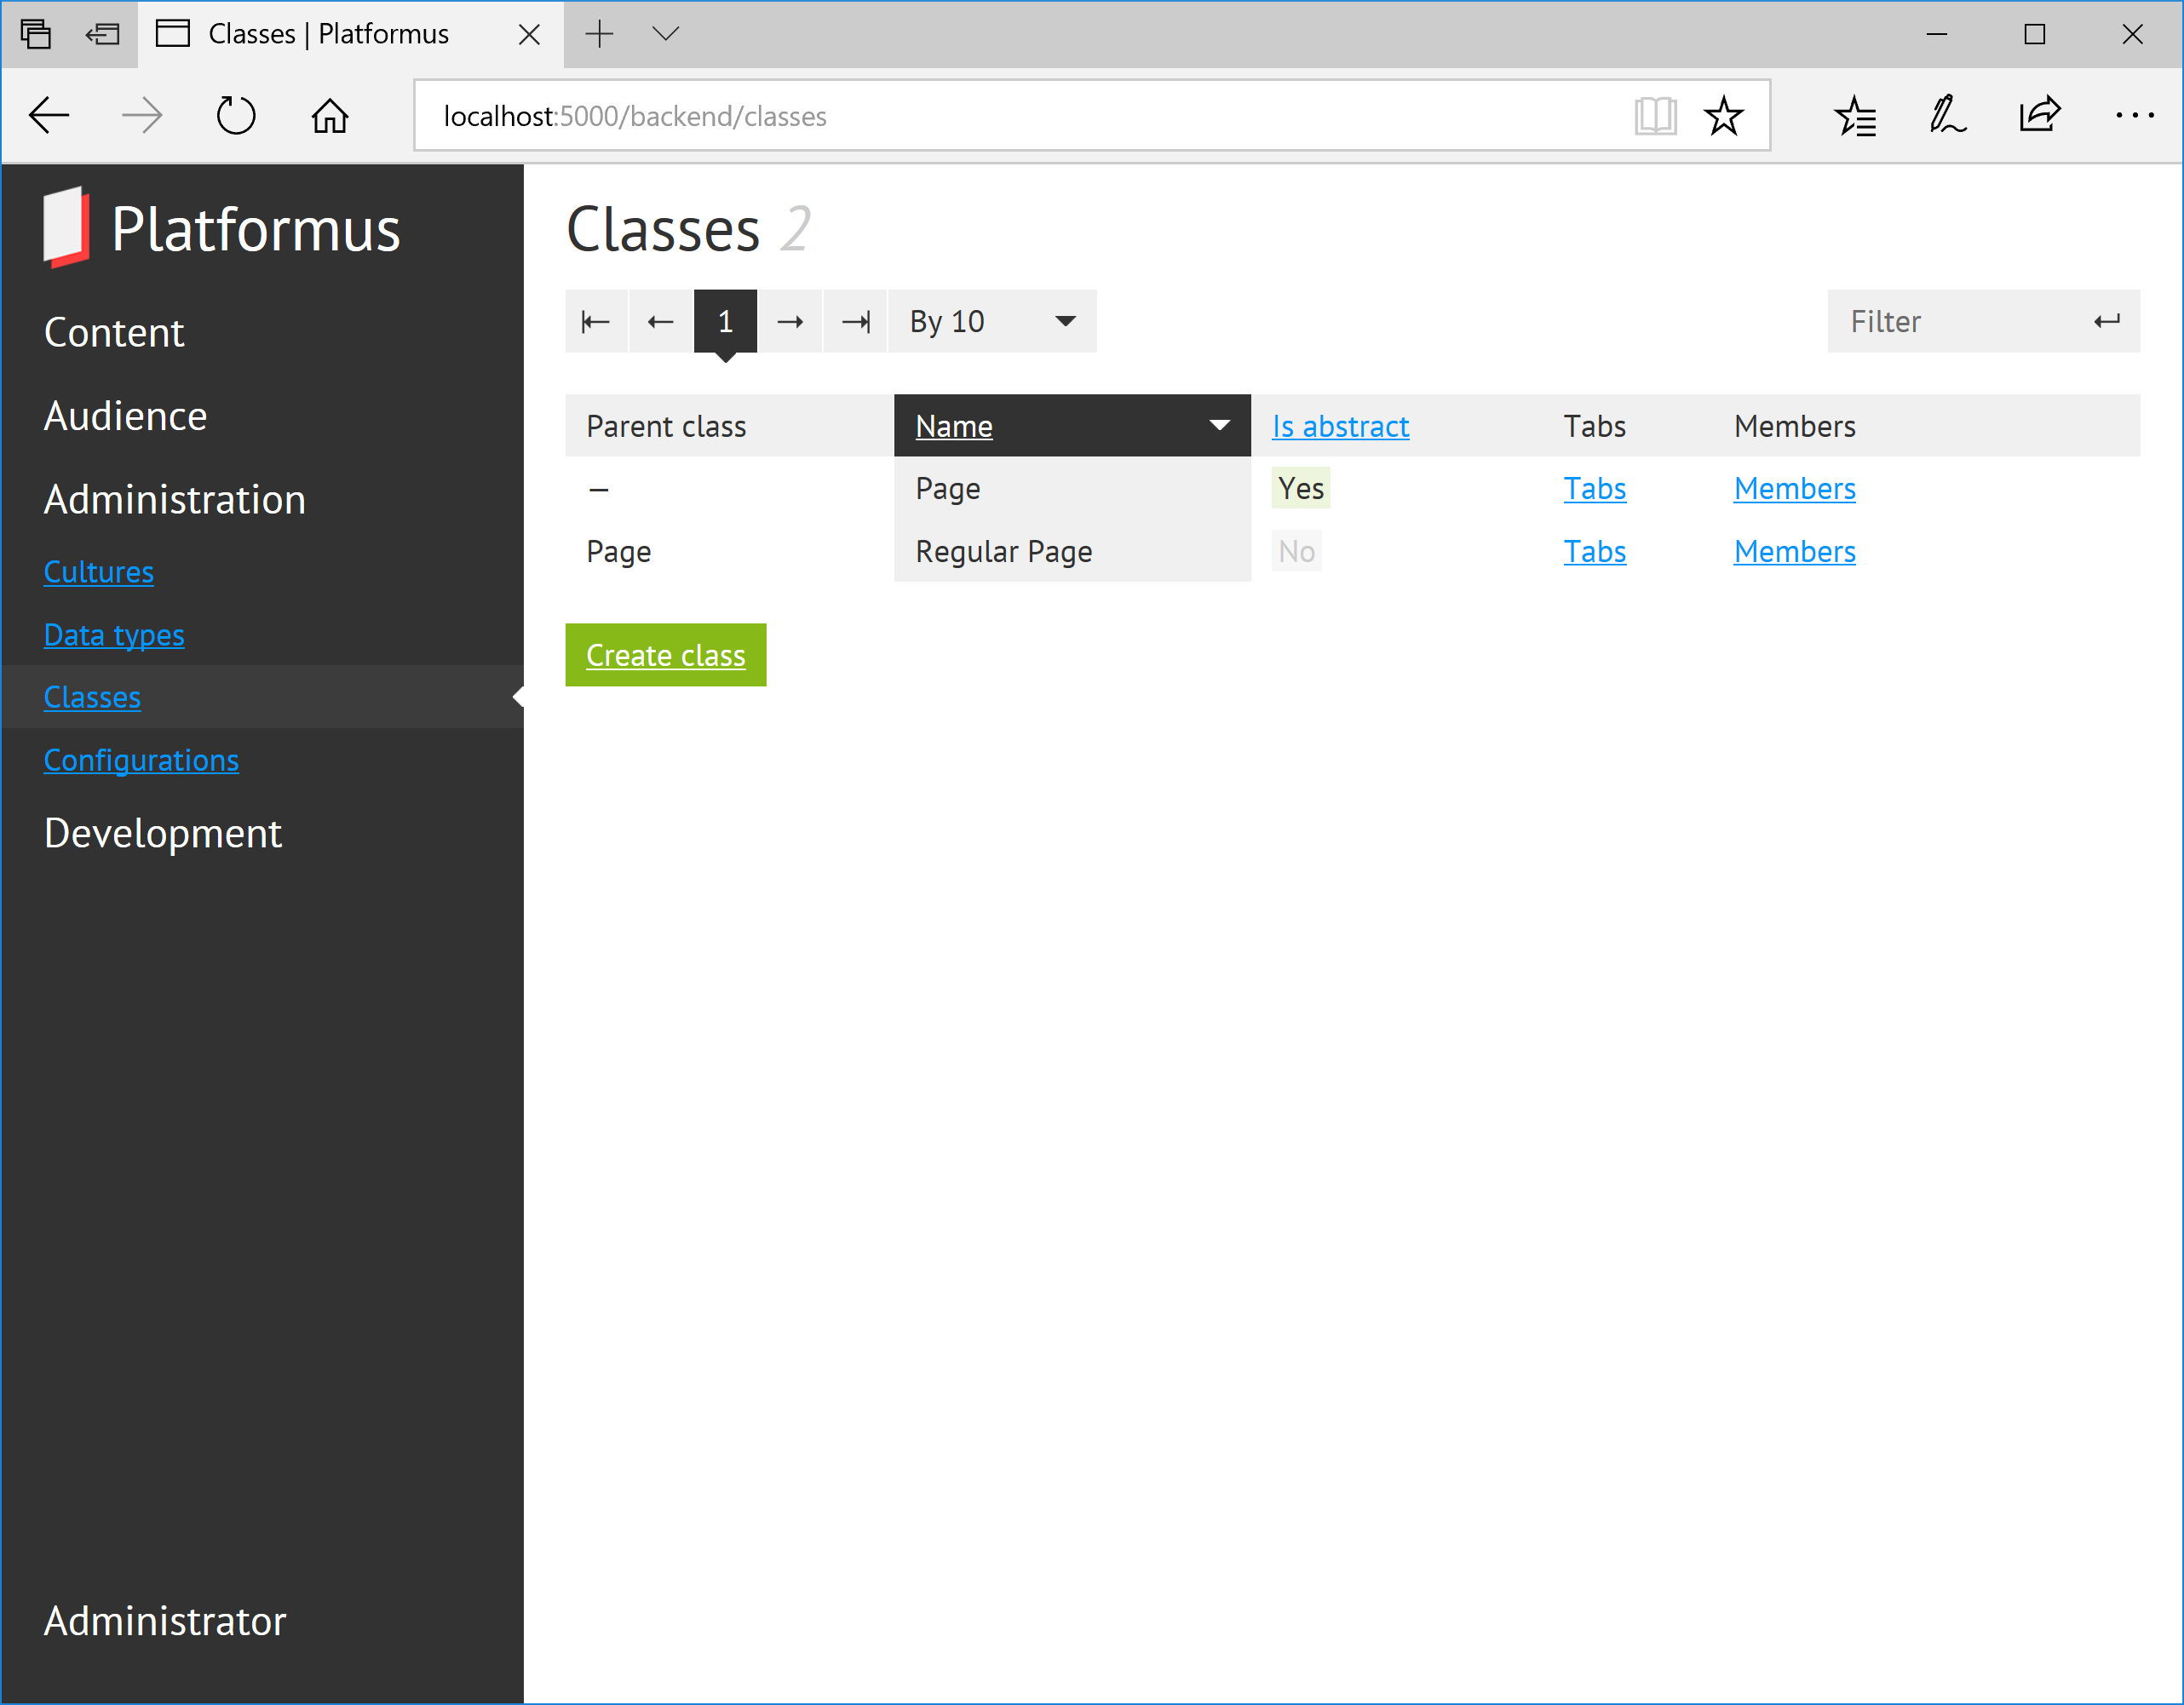 Classes | Platformus
localhost:5000/backend/classes
Platformus
Content
Audience
Administration
Cultures
Data types
Classes
Configurations
Development
Administrator
Classes 2
1 By 10 Filter
Parent class Name Is abstract Tabs Members
— Page Yes Tabs Members
Page Regular Page No Tabs Members
Create class